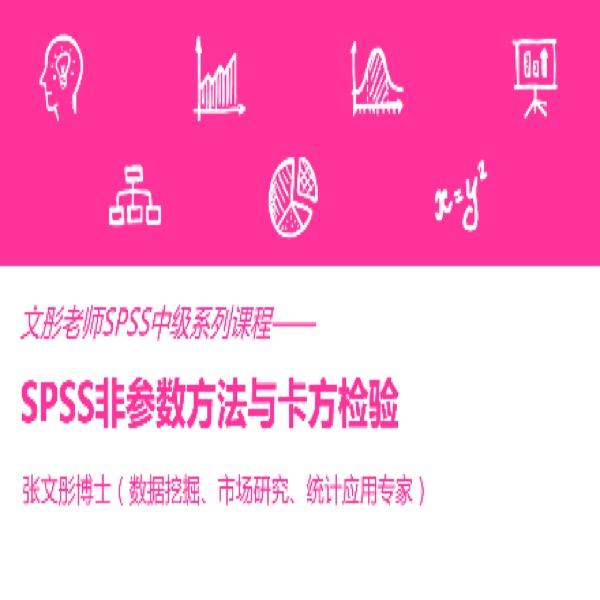 x=y²
文彤老师SPSS中级系列课程——
SPSS非参数方法与卡方检验
张文彤博士（数据挖掘、市场研究、统计应用专家）